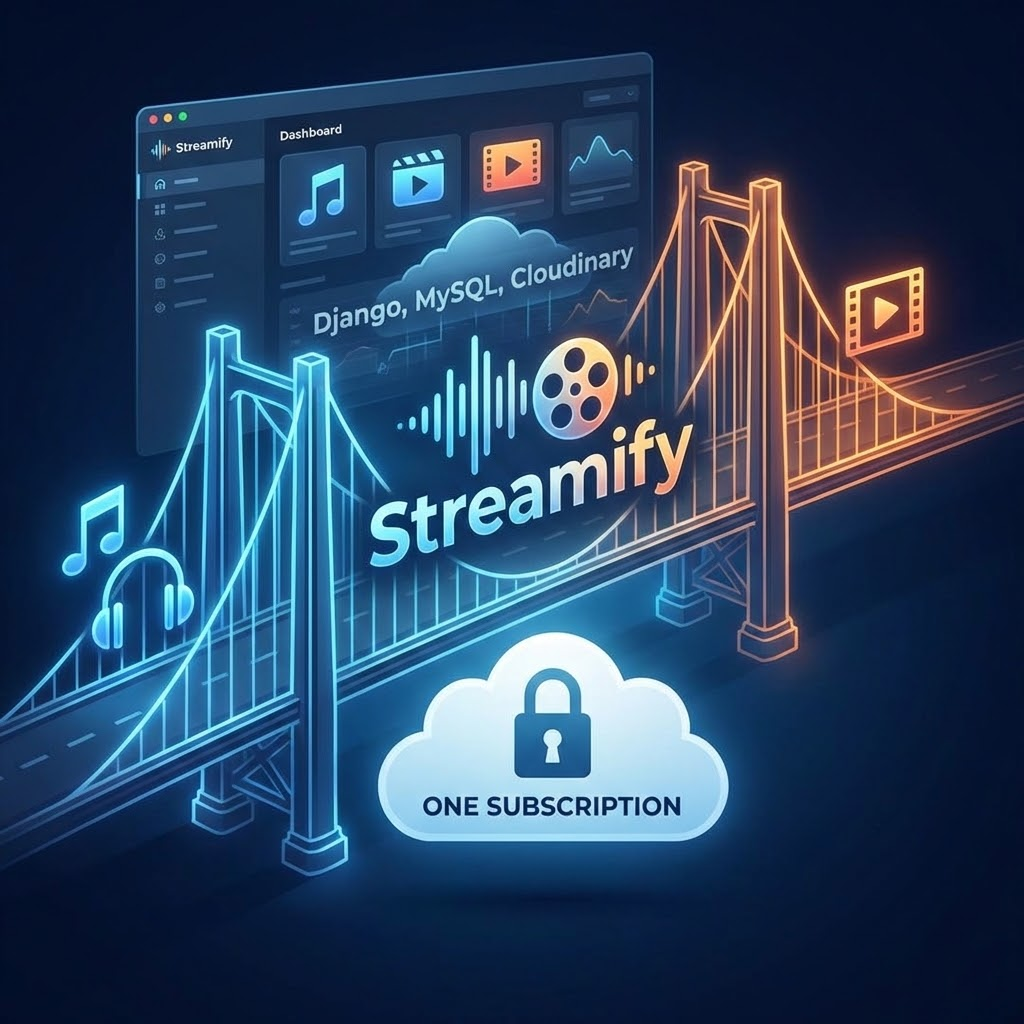 Streamify
Dashboard
Django, MySQL, Cloudinary
Streamify
ONE SUBSCRIPTION